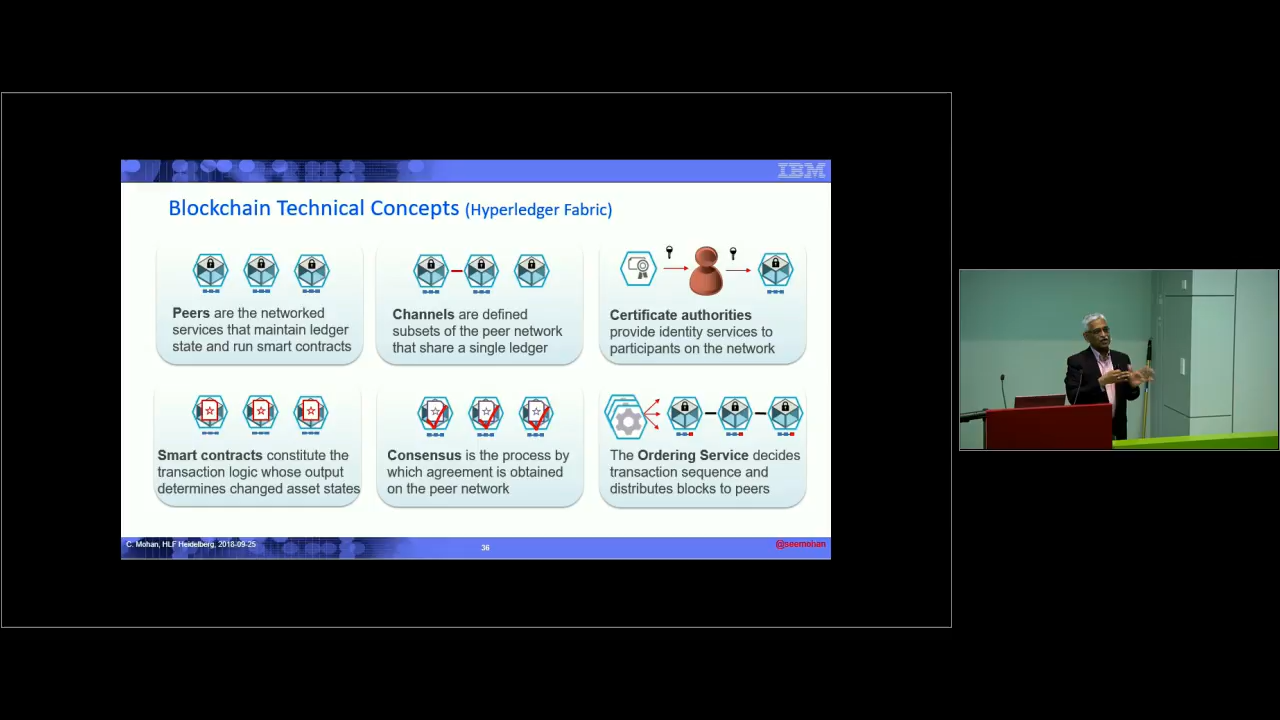 IBM
Blockchain Technical Concepts (Hyperledger Fabric)
Peers are the networked
services that maintain ledger
state and run smart contracts
Channels are defined
subsets of the peer network
that share a single ledger
Certificate authorities
provide identity services to
participants on the network
Smart contracts constitute the
transaction logic whose output
determines changed asset states
Consensus is the process by
which agreement is obtained
on the peer network
The Ordering Service decides
transaction sequence and
distributes blocks to peers
C. Mohan, HLF Heidelberg, 2018-09-25
36
@seemohan